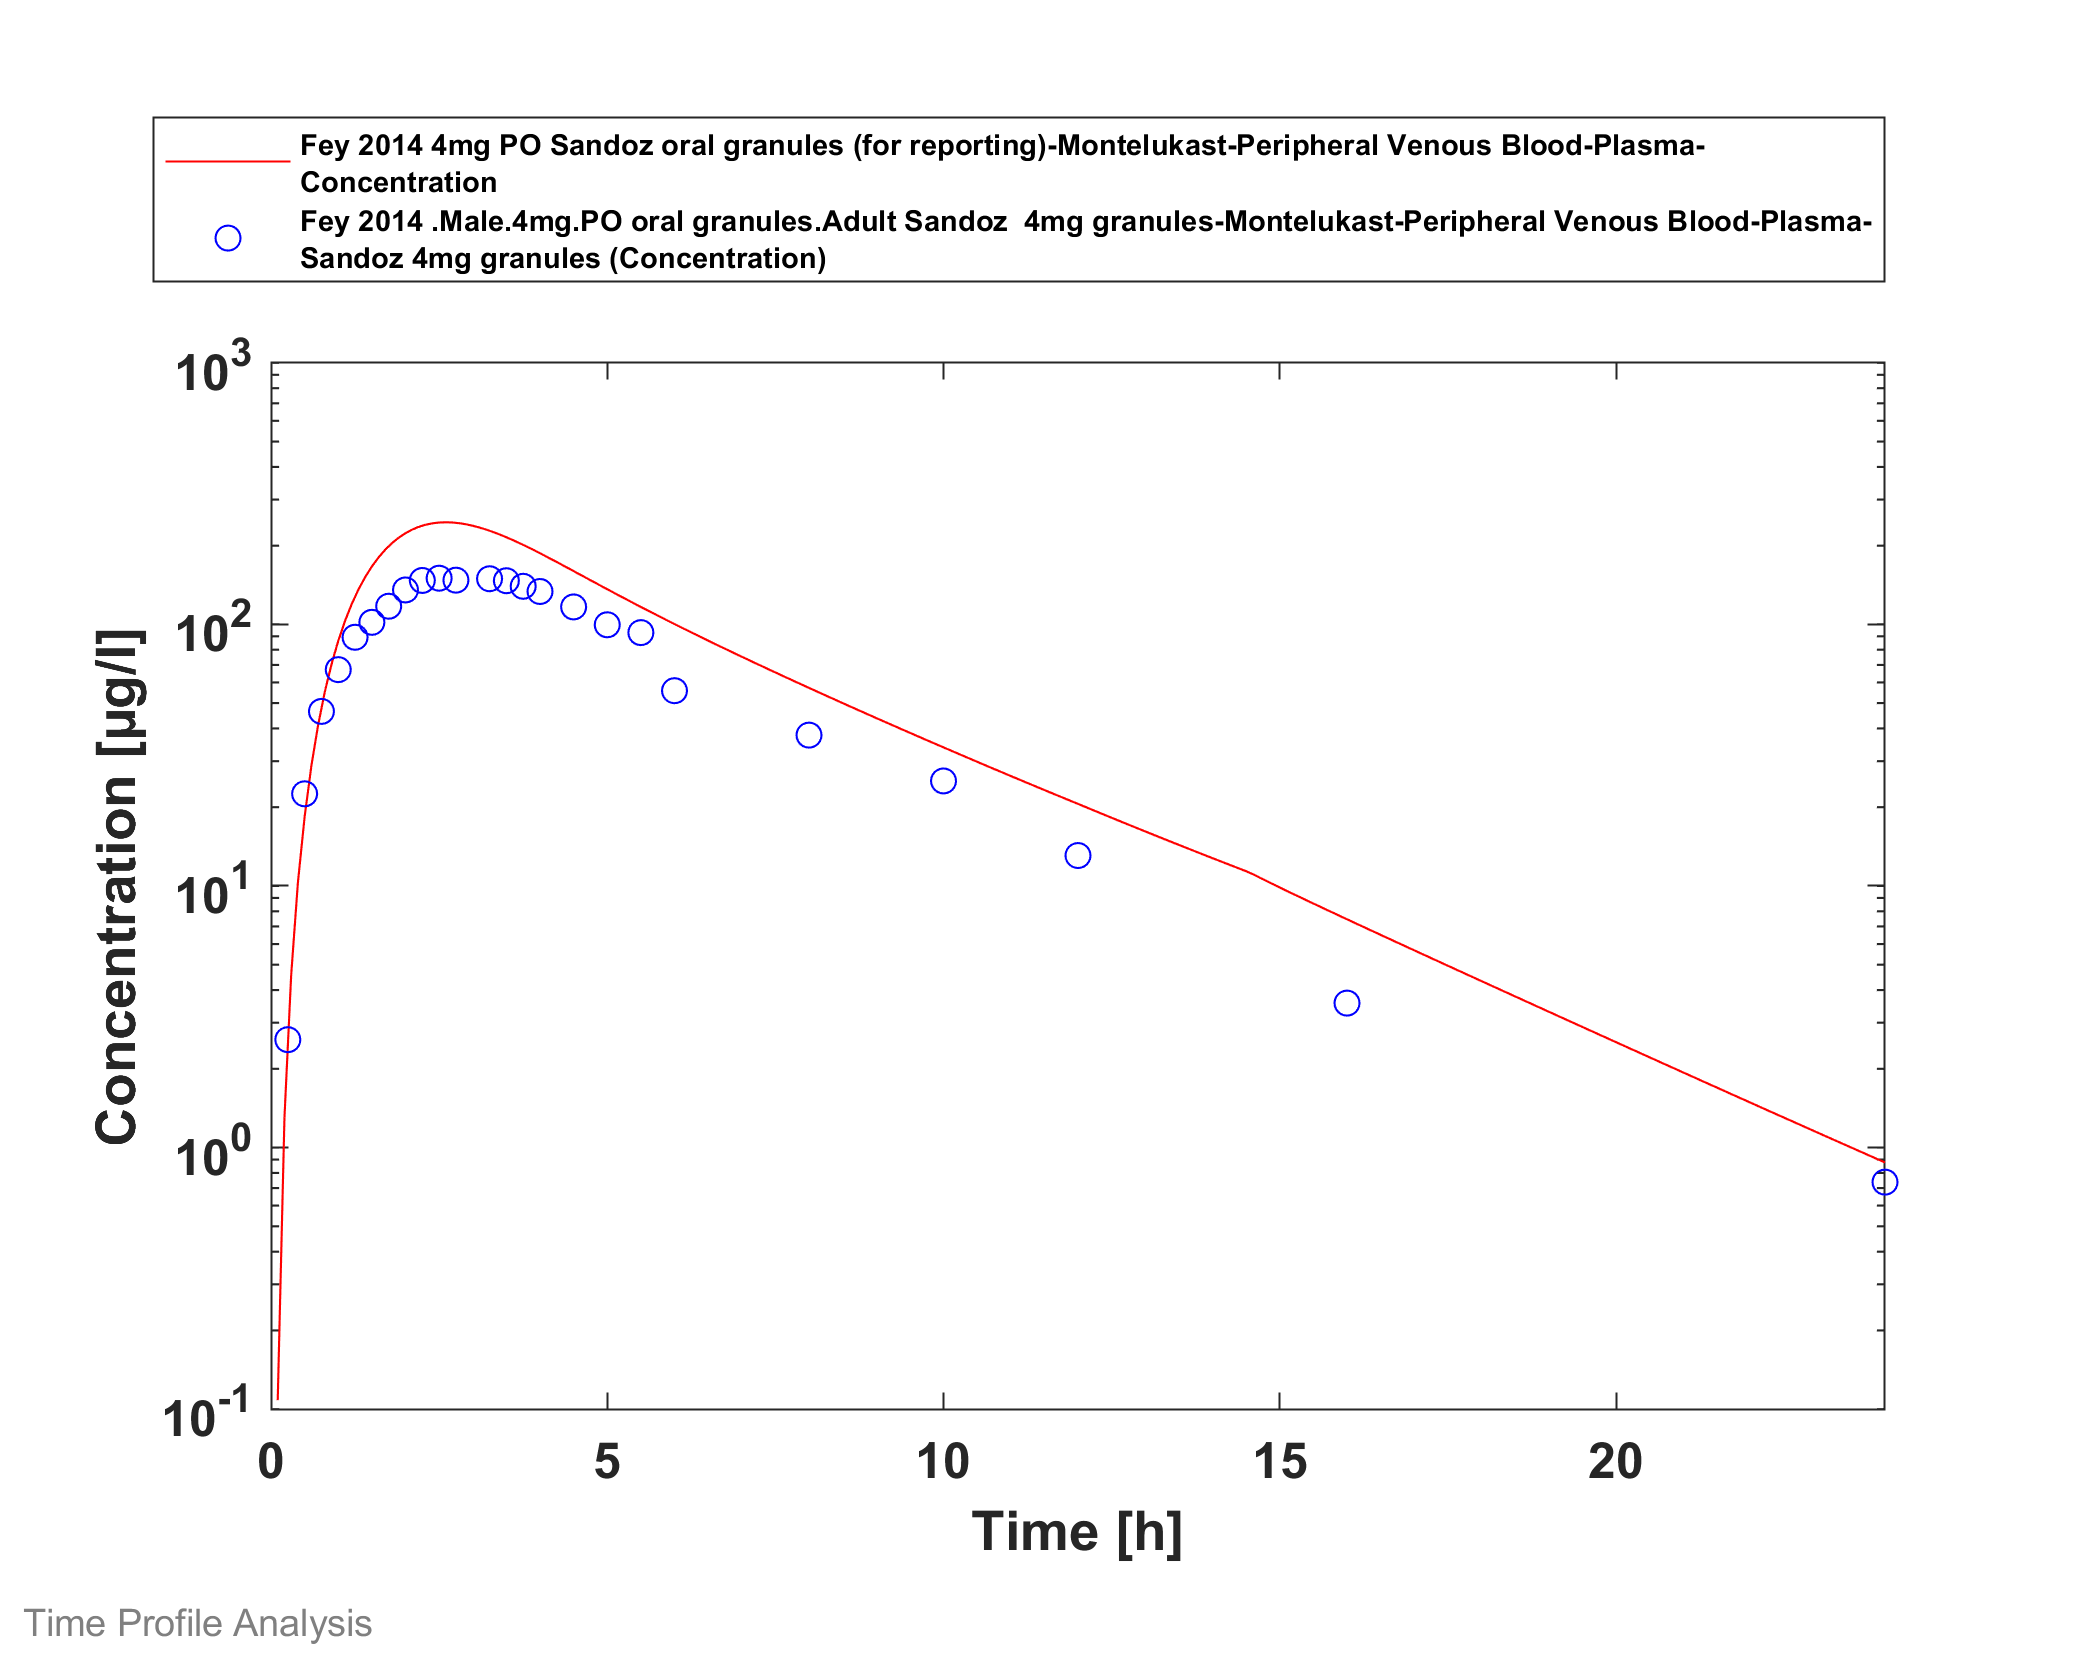 Fey 2014 4mg PO Sandoz oral granules (for reporting)-Montelukast-Peripheral Venous Blood-Plasma-
Concentration
Fey 2014 .Male.4mg.PO oral granules.Adult Sandoz  4mg granules-Montelukast-Peripheral Venous Blood-Plasma-
Sandoz 4mg granules (Concentration)
10^3
10^2
10^1
10^0
10^-1
Concentration [µg/l]
0 5 10 15 20
Time [h]
Time Profile Analysis